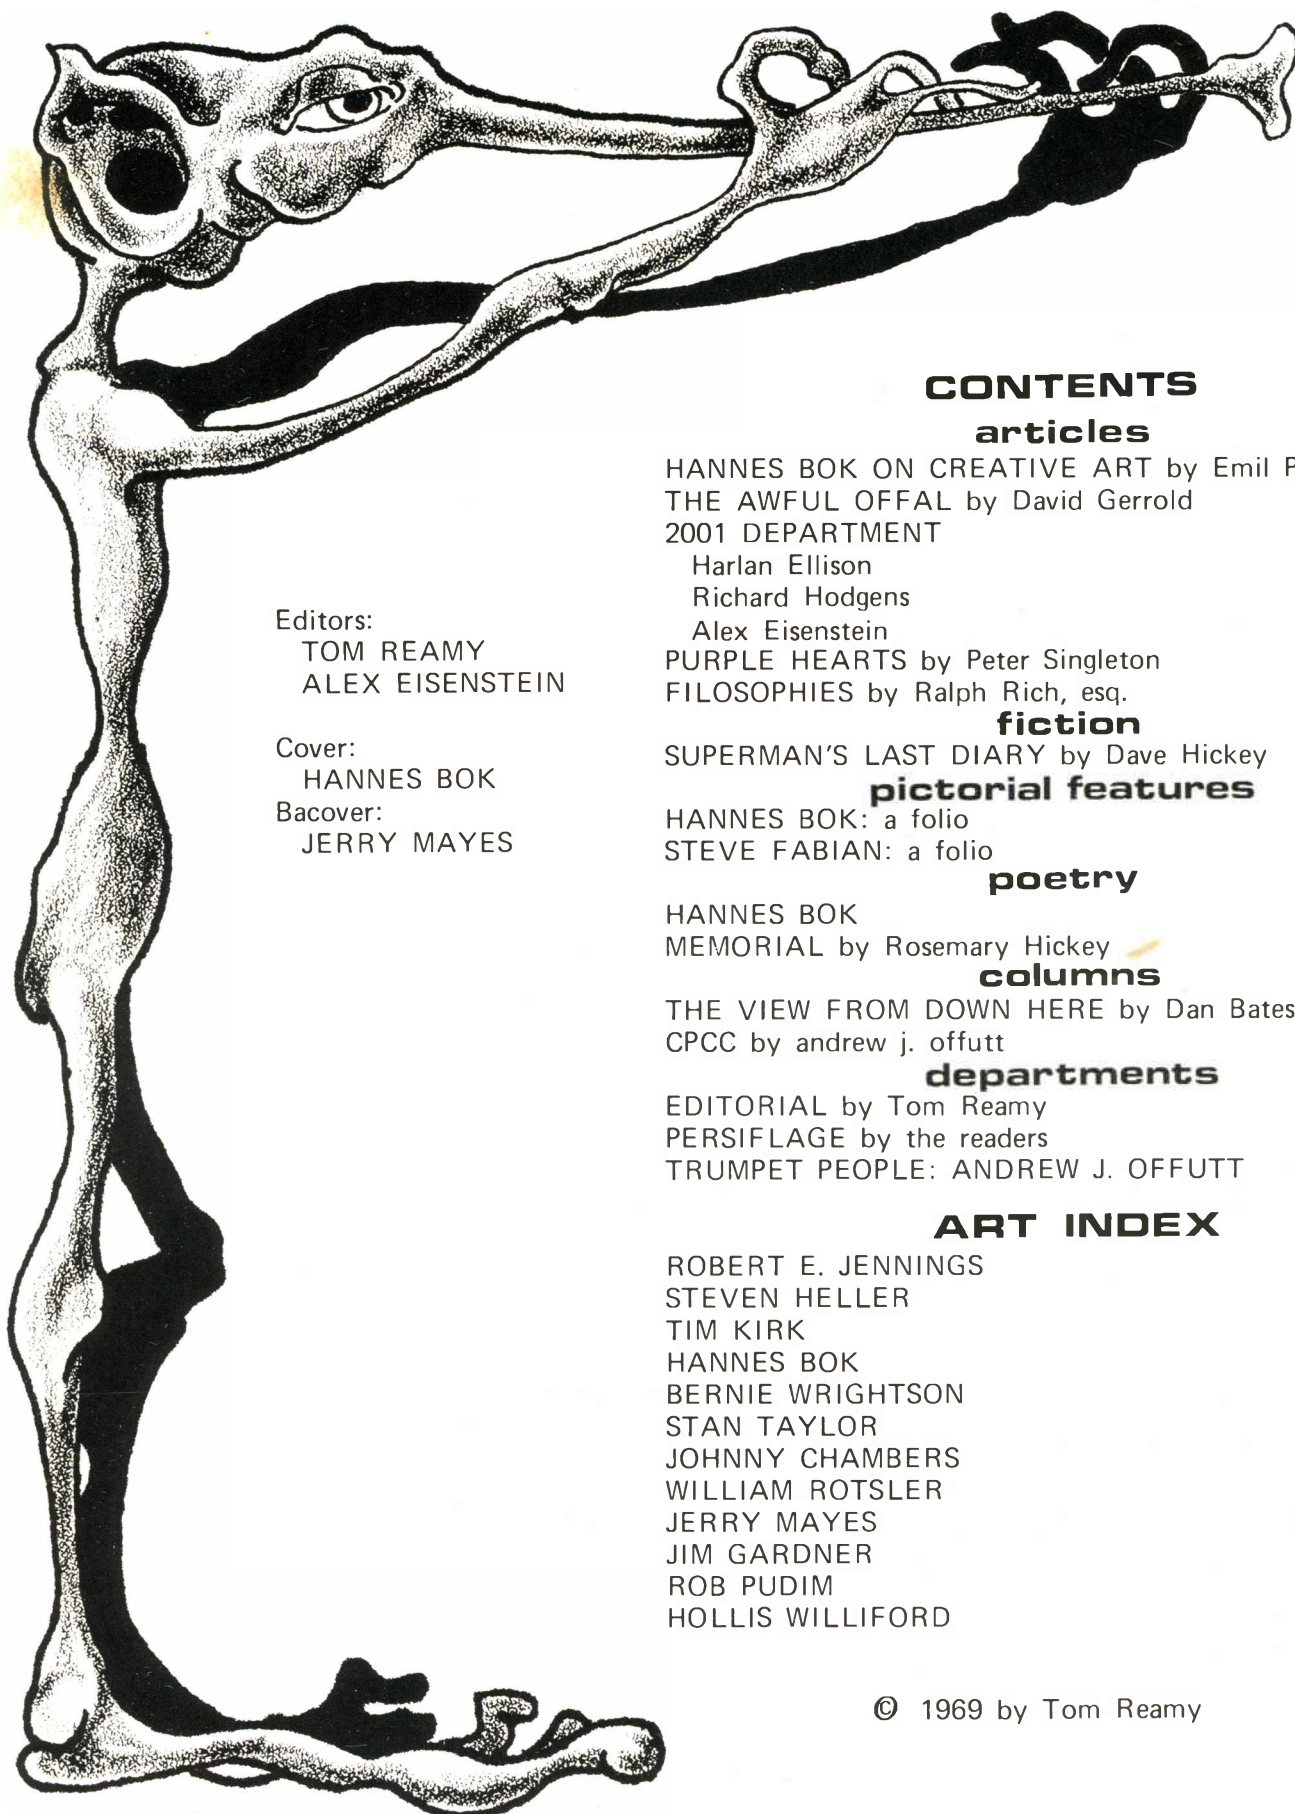 Editors:
TOM REAMY
ALEX EISENSTEIN
Cover:
HANNES BOK
Bacover:
JERRY MAYES
CONTENTS
articles
HANNES BOK ON CREATIVE ART by Emil
THE AWFUL OFFAL by David Gerrold
2001 DEPARTMENT
Harlan Ellison
Richard Hodgens
Alex Eisenstein
PURPLE HEARTS by Peter Singleton
FILOSOPHIES by Ralph Rich, esq.
fiction
SUPERMAN'S LAST DIARY by Dave Hickey
pictorial features
HANNES BOK: a folio
STEVE FABIAN: a folio
poetry
HANNES BOK
MEMORIAL by Rosemary Hickey
columns
THE VIEW FROM DOWN HERE by Dan Bates
CPCC by andrew j. offutt
departments
EDITORIAL by Tom Reamy
PERSIFLAGE by the readers
TRUMPET PEOPLE: ANDREW J. OFFUTT
ART INDEX
ROBERT E. JENNINGS
STEVEN HELLER
TIM KIRK
HANNES BOK
BERNIE WRIGHTSON
STAN TAYLOR
JOHNNY CHAMBERS
WILLIAM ROTSLER
JERRY MAYES
JIM GARDNER
ROB PUDIM
HOLLIS WILLIFORD
© 1969 by Tom Reamy